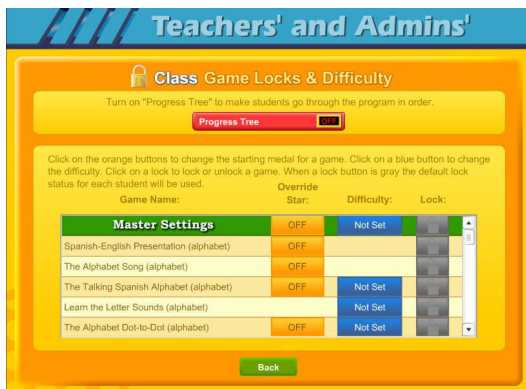 Teachers' and Admins'
Class Game Locks & Difficulty
Turn on "Progress Tree" to make students go through the program in order.
Progress Tree OFF
Click on the orange buttons to change the starting medal for a game. Click on a blue button to change
the difficulty. Click on a lock to lock or unlock a game. When a lock button is gray the default lock
status for each student will be used.
Game Name: Override Star: Difficulty: Lock:
Master Settings OFF Not Set
Spanish-English Presentation (alphabet) OFF
The Alphabet Song (alphabet) OFF
The Talking Spanish Alphabet (alphabet) OFF Not Set
Learn the Letter Sounds (alphabet) Not Set
The Alphabet Dot-to-Dot (alphabet) OFF Not Set
Back